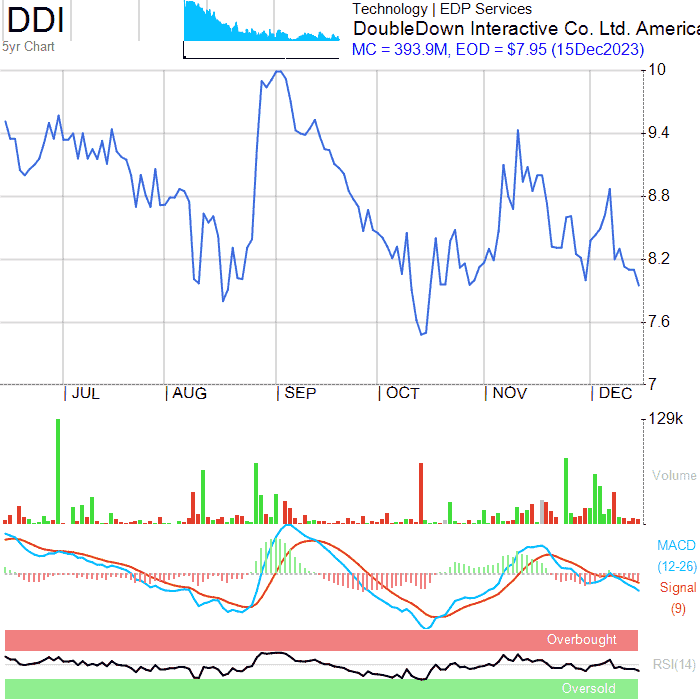 DDI
5yr Chart
Technology | EDP Services
DoubleDown Interactive Co. Ltd. America
MC = 393.9M, EOD = $7.95 (15Dec2023)
10
9.4
8.8
8.2
7.6
7
JUL AUG SEP OCT NOV DEC
129k
Volume
MACD
(12-26)
Signal
(9)
Overbought
RSI(14)
Oversold